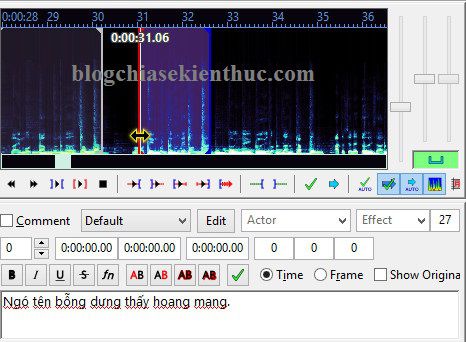 0:00:28 29 30 31 32 33 34 35 36
0:00:31.06
blogchiasekienthuc.com
AUTO AUTO
Comment Default Edit Actor Effect 27
0 0:00:00.00 0:00:00.00 0:00:00.00 0 0 0
B I U S fn AB AB AB AB Time Frame Show Origina
Ngó tên bỗng dưng thấy hoang mang.